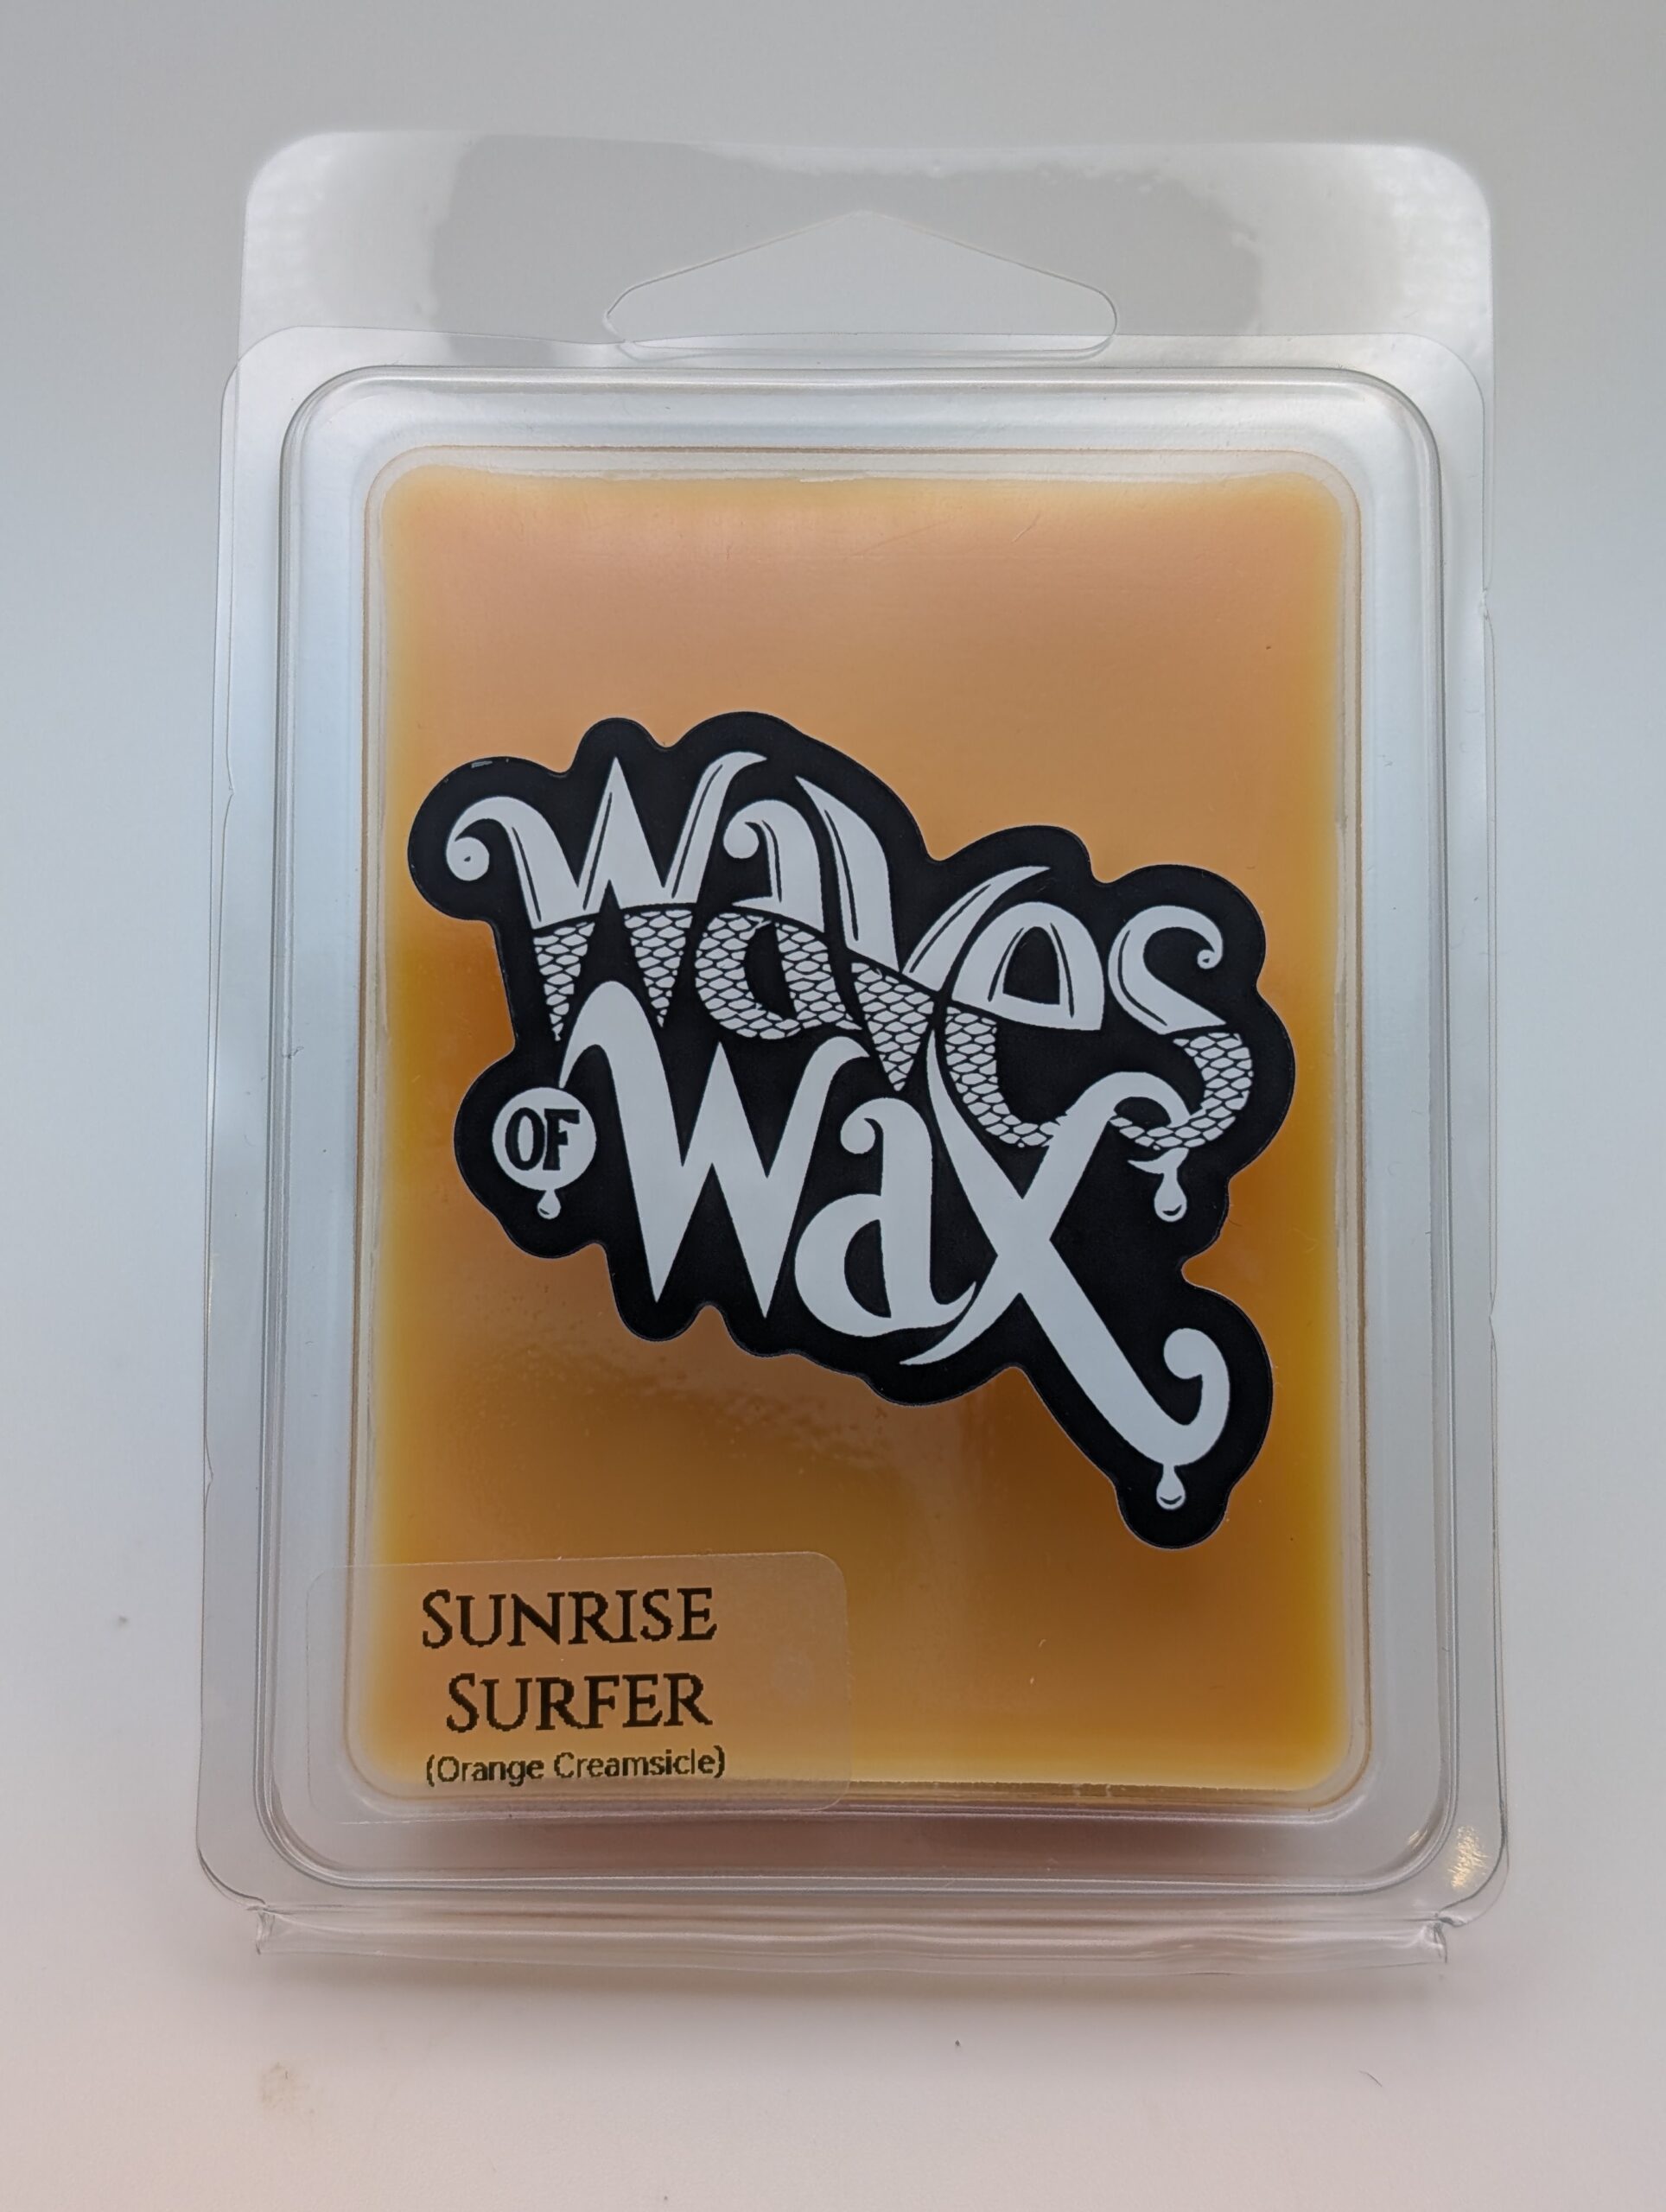 Waves
OF
Wax
SUNRISE
SURFER
(Orange Creamsicle)